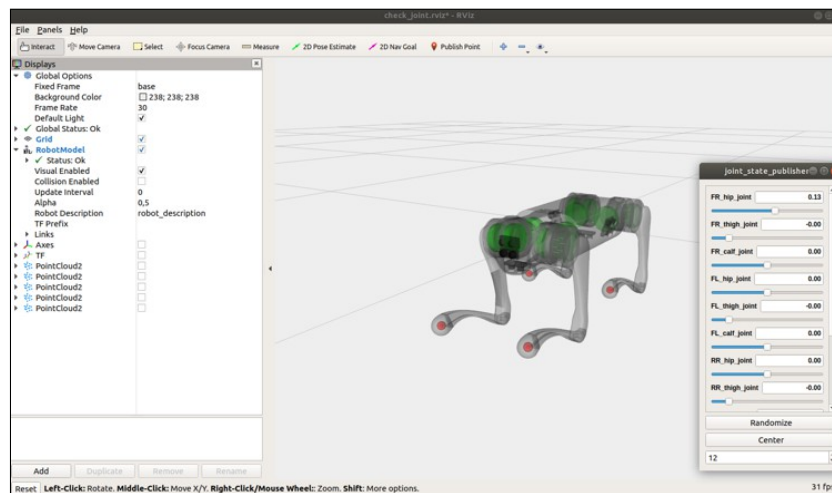 check_joint.rviz* - RViz
File Panels Help
Interact Move Camera Select Focus Camera Measure 2D Pose Estimate 2D Nav Goal Publish Point
Displays
Global Options
Fixed Frame base
Background Color 238; 238; 238
Frame Rate 30
Default Light
Global Status: Ok
Grid
RobotModel
Status: Ok
Visual Enabled
Collision Enabled
Update Interval 0
Alpha 0,5
Robot Description robot_description
TF Prefix
Links
Axes
TF
PointCloud2
PointCloud2
PointCloud2
PointCloud2
PointCloud2
Add Duplicate Remove Rename
Reset Left-Click: Rotate. Middle-Click: Move X/Y. Right-Click/Mouse Wheel:: Zoom. Shift: More options.
31 fps
joint_state_publisher
FR_hip_joint 0.13
FR_thigh_joint -0.00
FR_calf_joint 0.00
FL_hip_joint 0.00
FL_thigh_joint -0.00
FL_calf_joint 0.00
RR_hip_joint 0.00
RR_thigh_joint -0.00
Randomize
Center
12